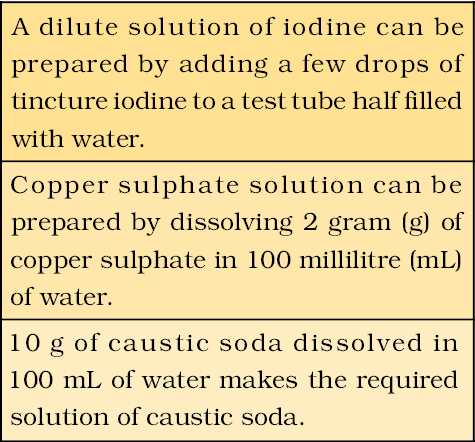 A dilute solution of iodine can be
prepared by adding a few drops of
tincture iodine to a test tube half filled
with water.
Copper sulphate solution can be
prepared by dissolving 2 gram (g) of
copper sulphate in 100 millilitre (mL)
of water.
10 g of caustic soda dissolved in
100 mL of water makes the required
solution of caustic soda.